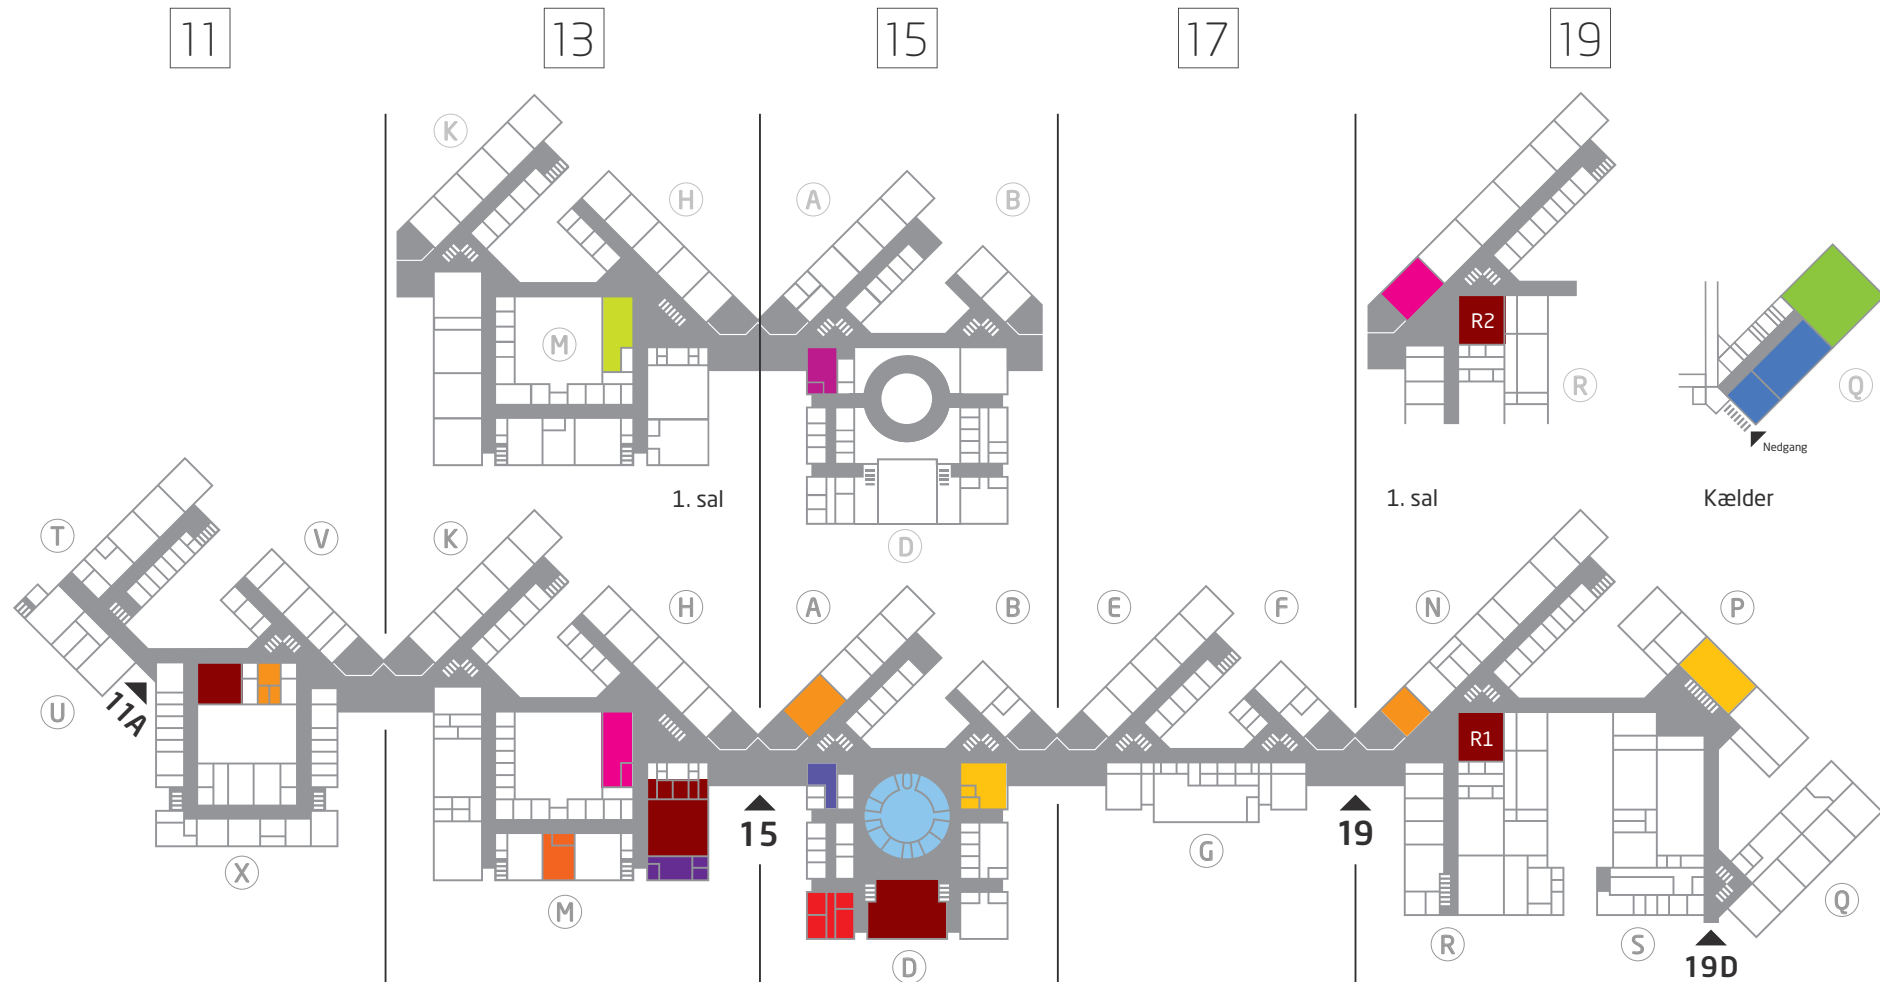 11 13 15 17 19
K
H A B
M
R2
R Q
Nedgang
1. sal 1. sal Kælder
D
T V K
H A B E F N P
U
11A
R1
15 19
G
X
M
Q
R S
D
19D